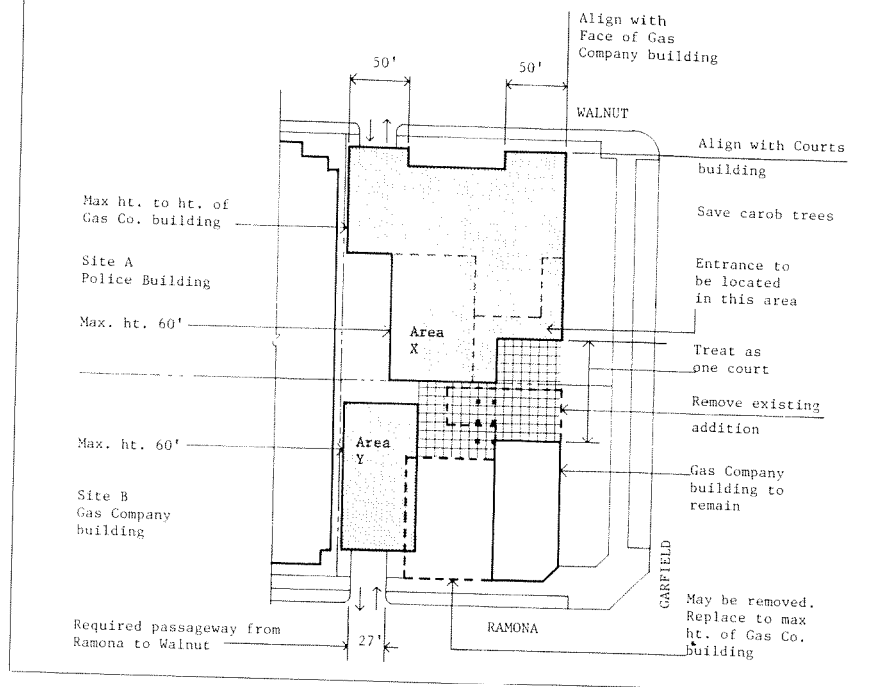 Align with
Face of Gas
Company building
50'
50'
WALNUT
Align with Courts
building
Max ht. to ht. of
Gas Co. building
Save carob trees
Site A
Police Building
Entrance to
be located
in this area
Max. ht. 60'
Area
X
Treat as
one court
Remove existing
addition
Max. ht. 60'
Area
Y
Gas Company
building to
remain
Site B
Gas Company
building
GARFIELD
May be removed.
Replace to max
ht. of Gas Co.
building
Required passageway from
Ramona to Walnut
27'
RAMONA